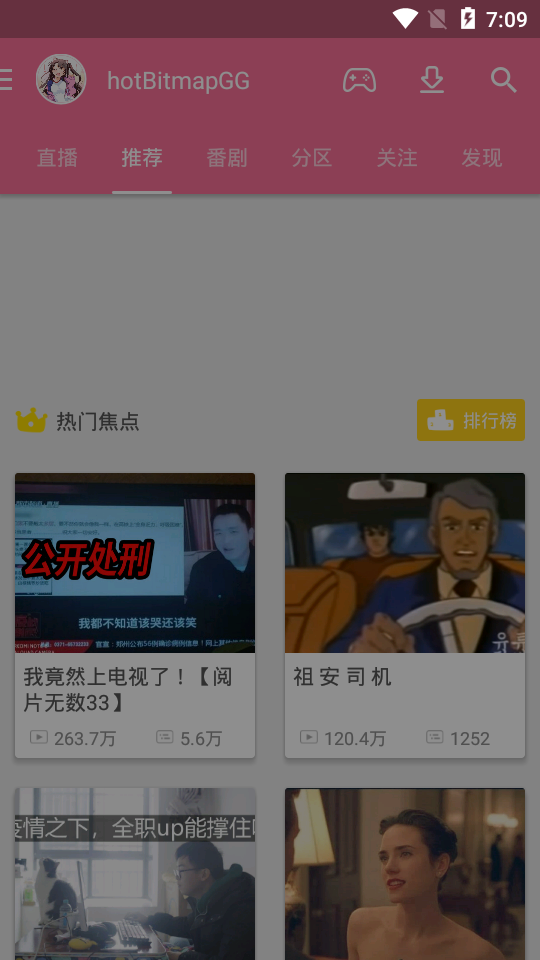 7:09
hotBitmapGG
直播 推荐 番剧 分区 关注 发现
热门焦点
排行榜
公开处刑
我都不知道该哭还该笑
我竟然上电视了！【阅
片无数33】
263.7万 5.6万
祖 安 司 机
120.4万 1252
疫情之下，全职up能撑住